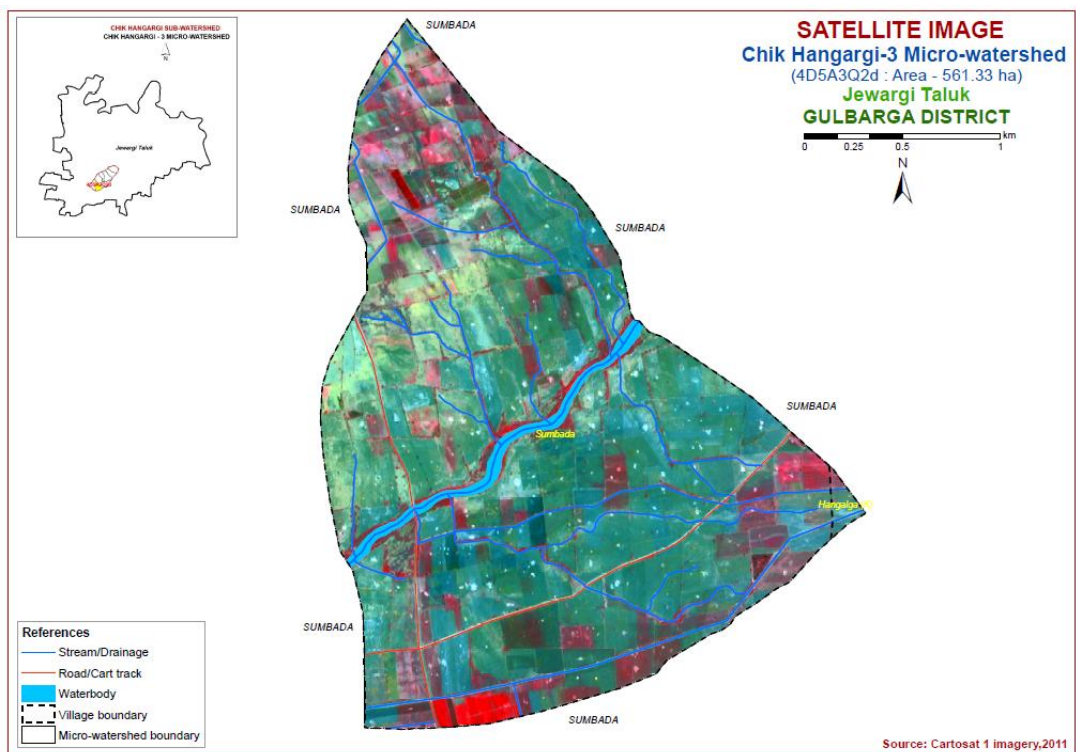 CHIK HANGARGI SUB-WATERSHED
CHIK HANGARGI - 3 MICRO-WATERSHED
N
Jewargi Taluk
SATELLITE IMAGE
Chik Hangargi-3 Micro-watershed
(4D5A3Q2d : Area - 561.33 ha)
Jewargi Taluk
GULBARGA DISTRICT
km
0 0.25 0.5 1
N
SUMBADA
SUMBADA
SUMBADA
SUMBADA
Sumbada
Hangalga
SUMBADA
SUMBADA
References
Stream/Drainage
Road/Cart track
Waterbody
Village boundary
Micro-watershed boundary
Source: Cartosat 1 imagery,2011